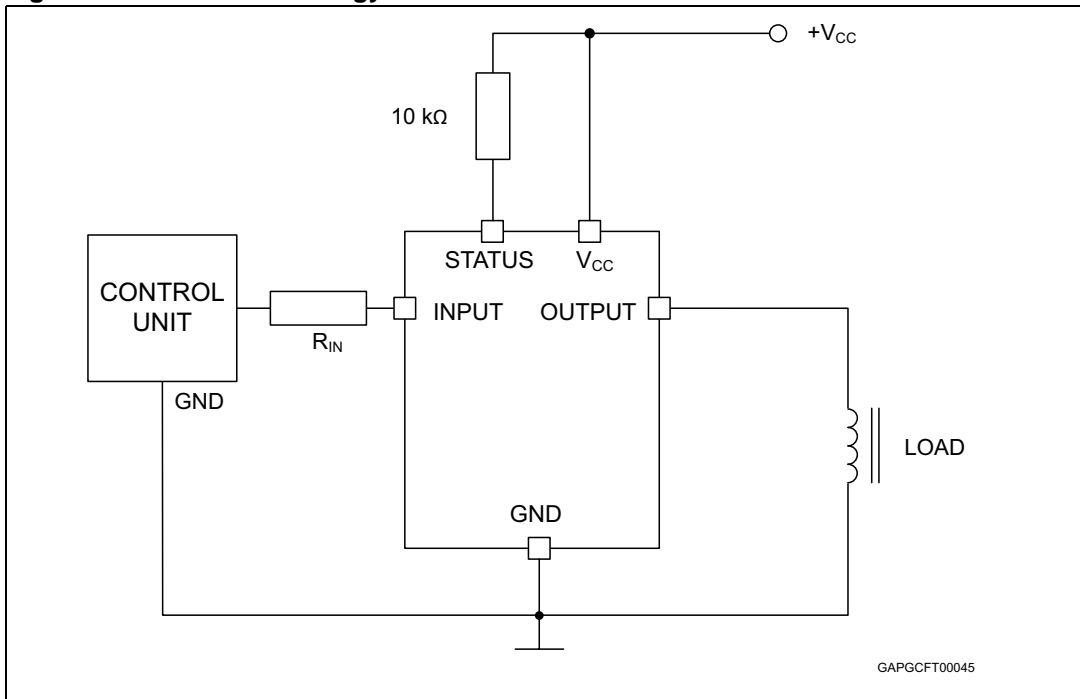 +VCC
10 kΩ
STATUS
VCC
CONTROL
UNIT
INPUT
OUTPUT
RIN
GND
LOAD
GND
GAPGCFT00045